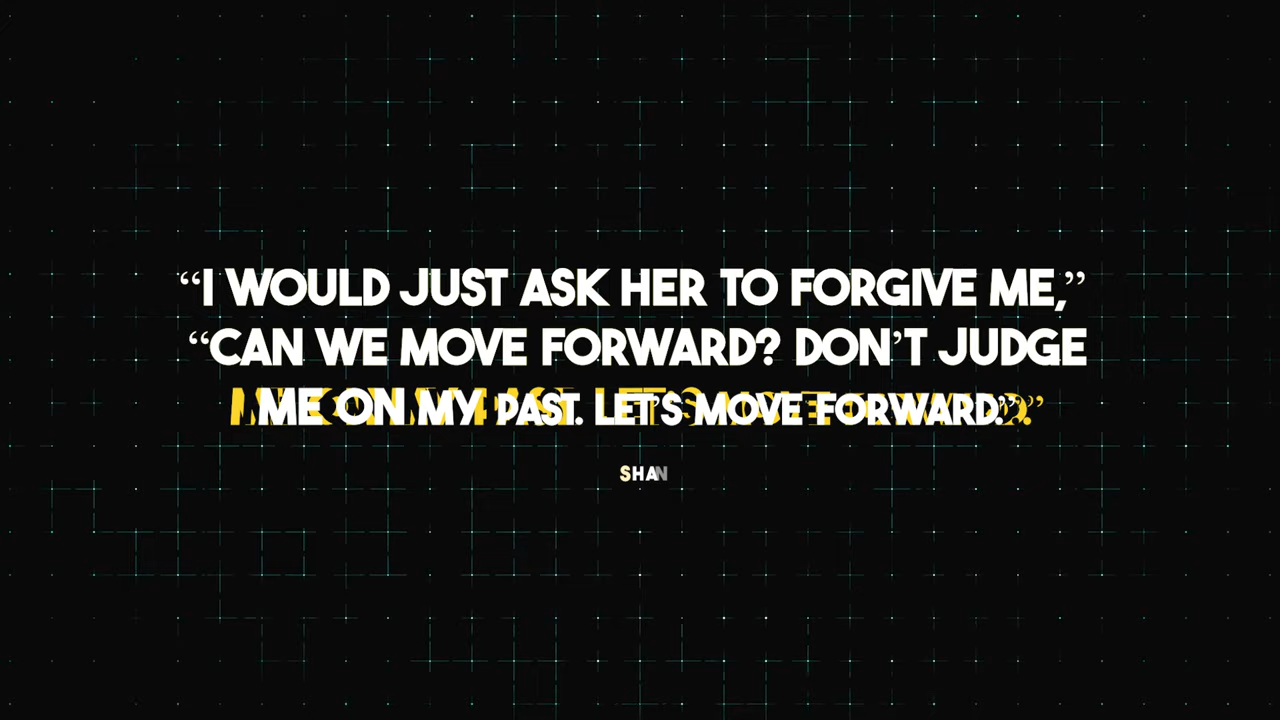 “I WOULD JUST ASK HER TO FORGIVE ME,”
“CAN WE MOVE FORWARD? DON’T JUDGE
ME ON MY PAST. LET’S MOVE FORWARD.”
SHAN